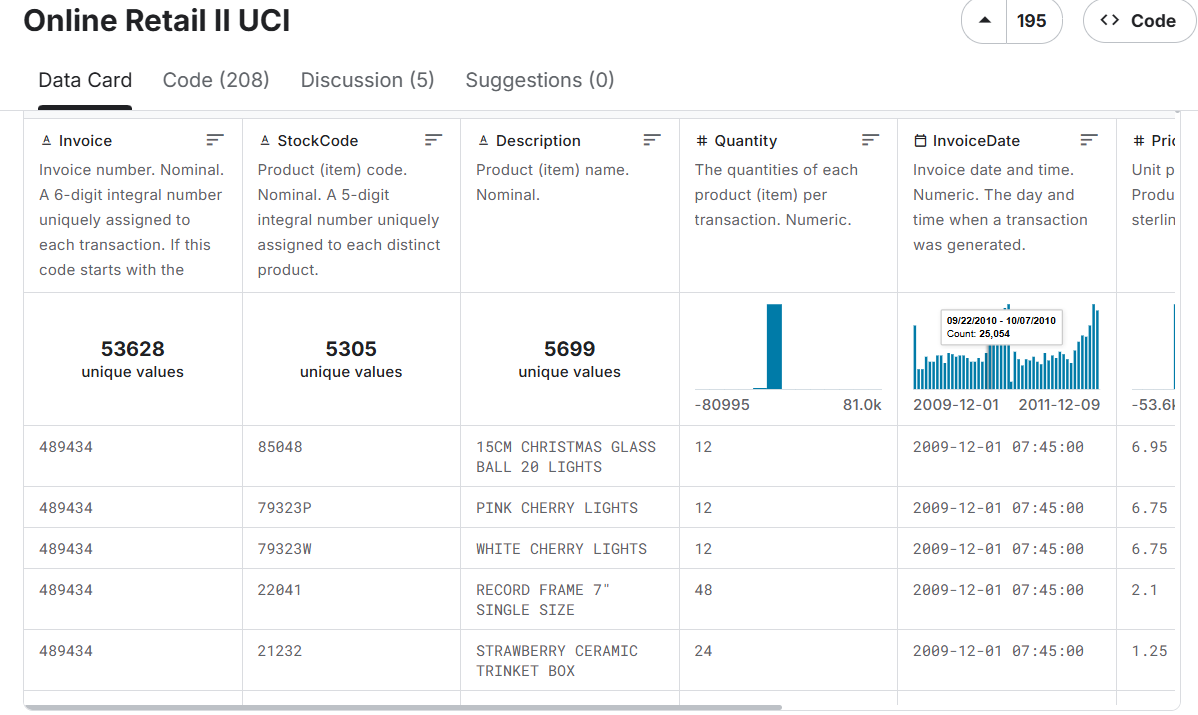 Online Retail II UCI
195
Code
Data Card
Code (208)
Discussion (5)
Suggestions (0)
Invoice
Invoice number. Nominal.
A 6-digit integral number
uniquely assigned to
each transaction. If this
code starts with the
StockCode
Product (item) code.
Nominal. A 5-digit
integral number uniquely
assigned to each distinct
product.
Description
Product (item) name.
Nominal.
# Quantity
The quantities of each
product (item) per
transaction. Numeric.
InvoiceDate
Invoice date and time.
Numeric. The day and
time when a transaction
was generated.
# Pric
Unit p
Produ
sterlin
53628
unique values
5305
unique values
5699
unique values
-80995
81.0k
09/22/2010 - 10/07/2010
Count: 25,054
2009-12-01
2011-12-09
-53.6k
489434
85048
15CM CHRISTMAS GLASS
BALL 20 LIGHTS
12
2009-12-01 07:45:00
6.95
489434
79323P
PINK CHERRY LIGHTS
12
2009-12-01 07:45:00
6.75
489434
79323W
WHITE CHERRY LIGHTS
12
2009-12-01 07:45:00
6.75
489434
22041
RECORD FRAME 7"
SINGLE SIZE
48
2009-12-01 07:45:00
2.1
489434
21232
STRAWBERRY CERAMIC
TRINKET BOX
24
2009-12-01 07:45:00
1.25